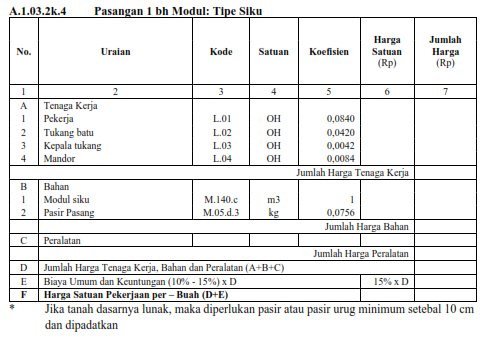 A.1.03.2k.4 Pasangan 1 bh Modul: Tipe Siku
No. Uraian Kode Satuan Koefisien Harga Satuan (Rp) Jumlah Harga (Rp)
1 2 3 4 5 6 7
A Tenaga Kerja
1 Pekerja L.01 OH 0,0840
2 Tukang batu L.02 OH 0,0420
3 Kepala tukang L.03 OH 0,0042
4 Mandor L.04 OH 0,0084
Jumlah Harga Tenaga Kerja
B Bahan
1 Modul siku M.140.c m3 1
2 Pasir Pasang M.05.d.3 kg 0,0756
Jumlah Harga Bahan
C Peralatan
Jumlah Harga Peralatan
D Jumlah Harga Tenaga Kerja, Bahan dan Peralatan (A+B+C)
E Biaya Umum dan Keuntungan (10% - 15%) x D 15% x D
F Harga Satuan Pekerjaan per – Buah (D+E)
* Jika tanah dasarnya lunak, maka diperlukan pasir atau pasir urug minimum setebal 10 cm
dan dipadatkan